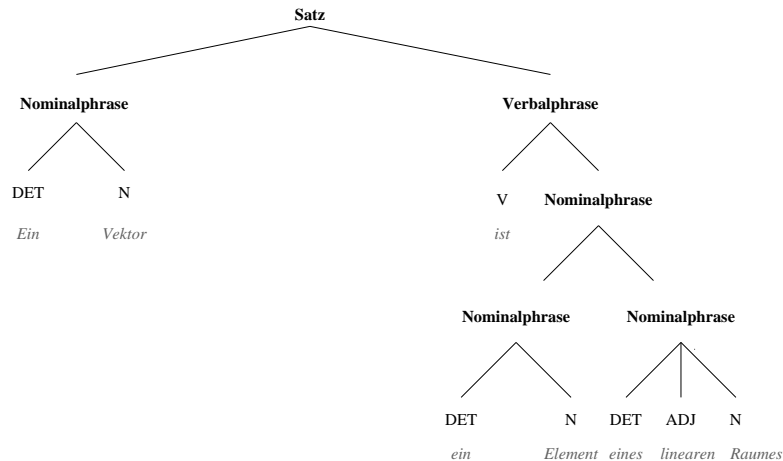 Satz
Nominalphrase Verbalphrase
DET N V Nominalphrase
Ein Vektor ist
Nominalphrase Nominalphrase
DET N DET ADJ N
ein Element eines linearen Raumes